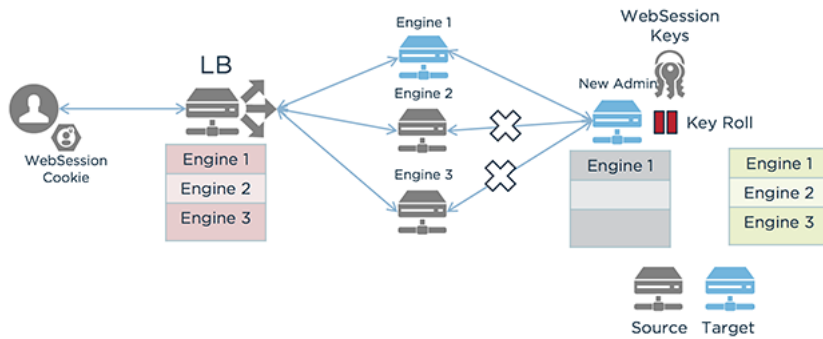 WebSession
Keys
Engine 1
LB
New Admin
Engine 2
Key Roll
WebSession
Cookie
Engine 1
Engine 2
Engine 3
Engine 3
Engine 1
Engine 1
Engine 2
Engine 3
Source
Target